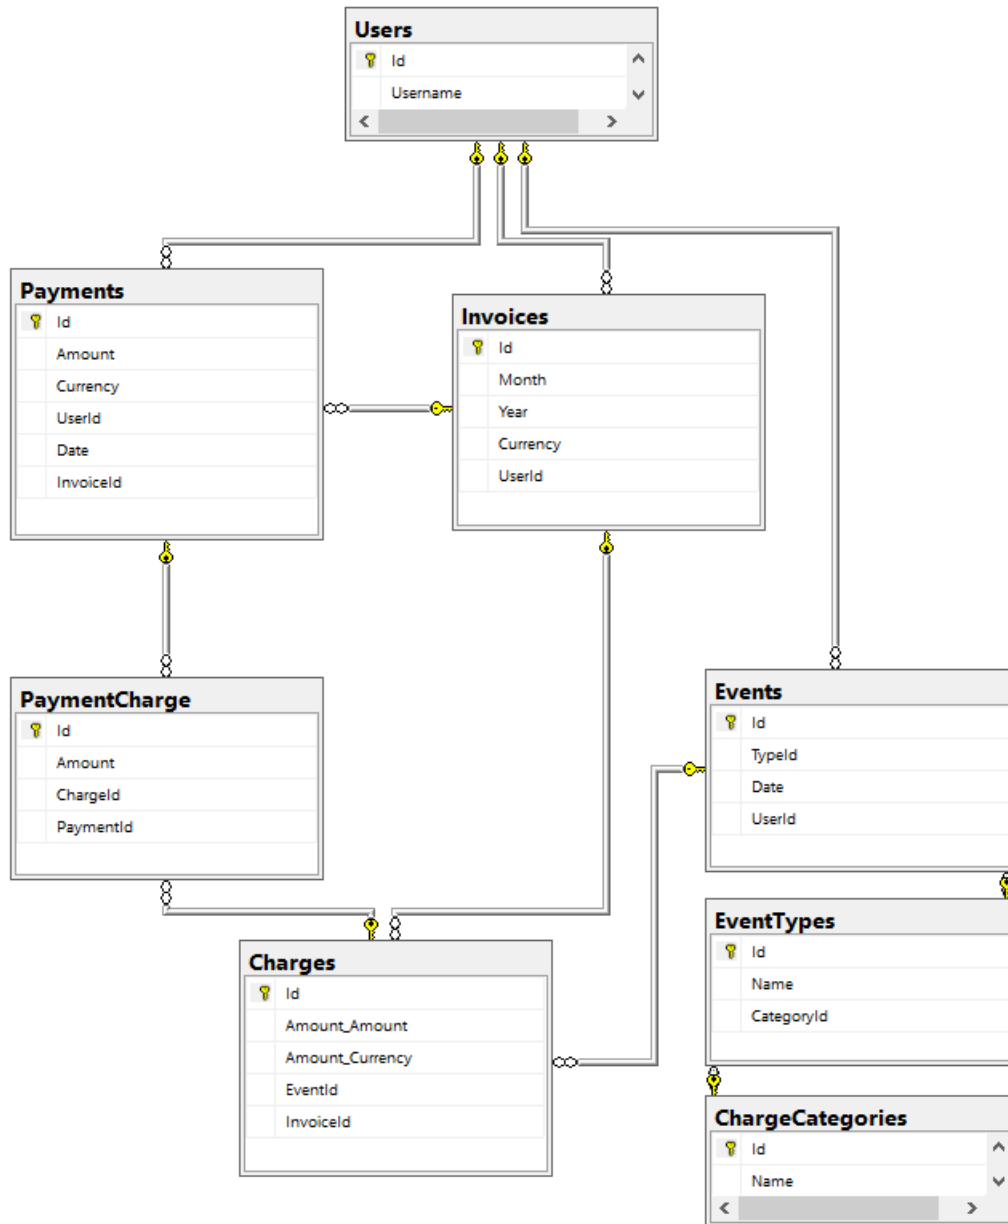 Users
Id
Username
Payments
Id
Amount
Currency
UserId
Date
InvoiceId
Invoices
Id
Month
Year
Currency
UserId
PaymentCharge
Id
Amount
ChargeId
PaymentId
Events
Id
TypeId
Date
UserId
EventTypes
Id
Name
CategoryId
Charges
Id
Amount_Amount
Amount_Currency
EventId
InvoiceId
ChargeCategories
Id
Name